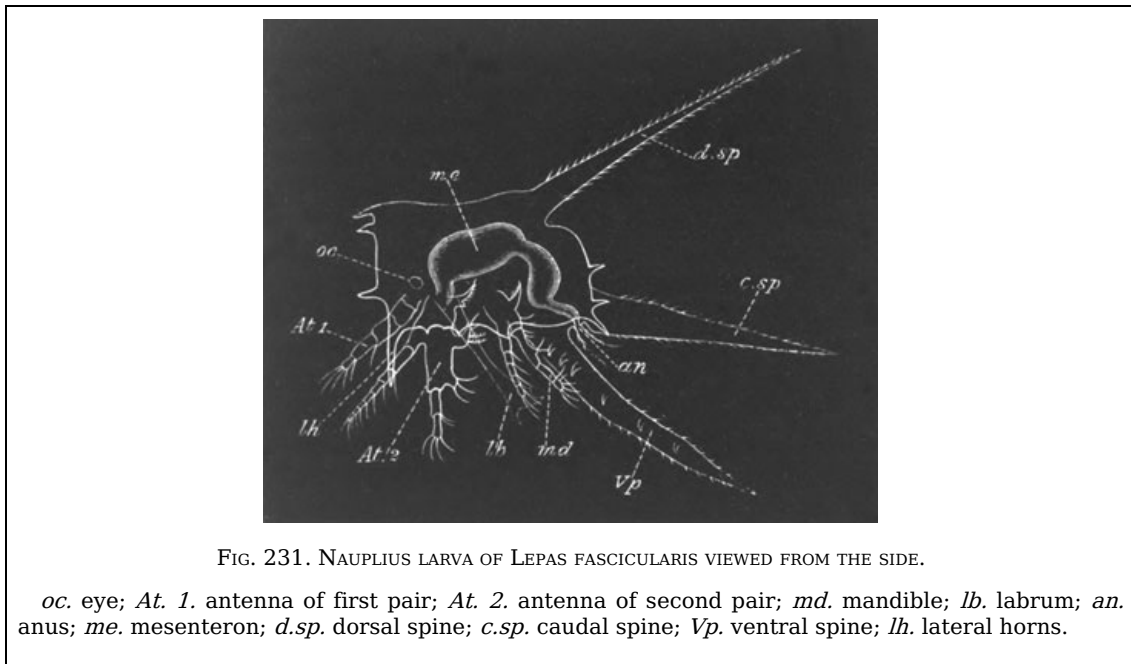 d.sp
me
oc
c.sp
At 1
an
lh
At. 2
lb
md
Vp
FIG. 231. NAUPLIUS LARVA OF LEPAS FASCICULARIS VIEWED FROM THE SIDE.
oc. eye; At. 1. antenna of first pair; At. 2. antenna of second pair; md. mandible; lb. labrum; an.
anus; me. mesenteron; d.sp. dorsal spine; c.sp. caudal spine; Vp. ventral spine; lh. lateral horns.